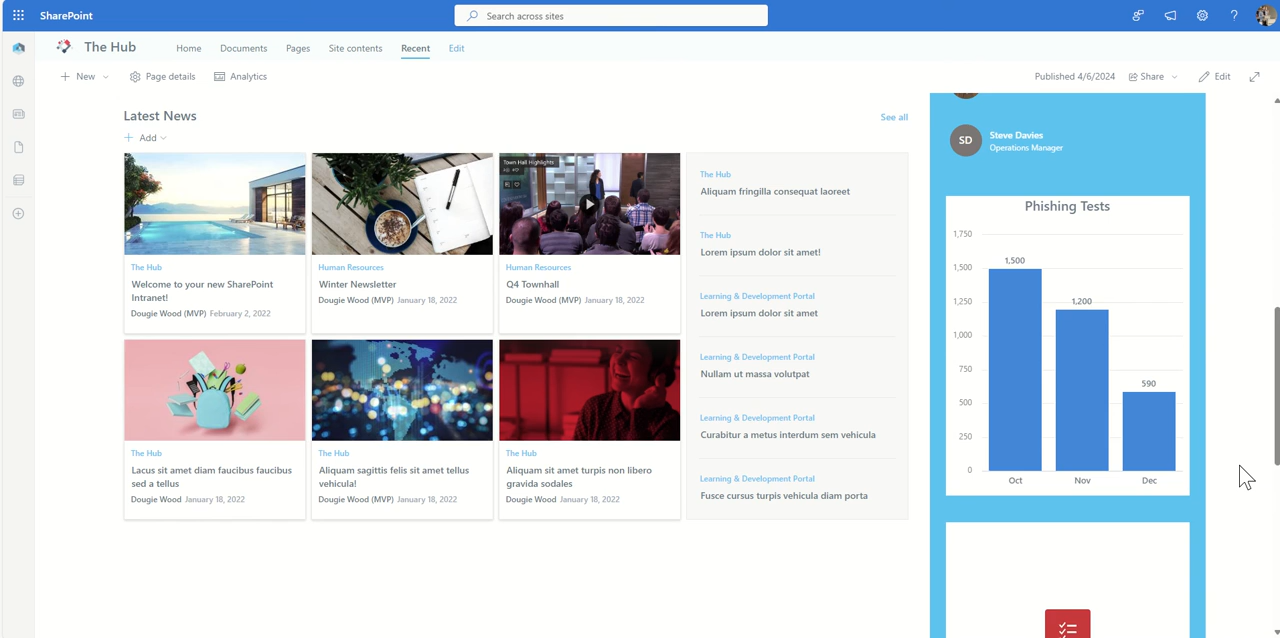 SharePoint
Search across sites
The Hub
Home
Documents
Pages
Site contents
Recent
Edit
New
Page details
Analytics
Published 4/6/2024
Share
Edit
Latest News
See all
Add
The Hub
Welcome to your new SharePoint
Intranet!
Dougie Wood (MVP) February 2, 2022
Human Resources
Winter Newsletter
Dougie Wood (MVP) January 18, 2022
Town Hall Highlights
Human Resources
Q4 Townhall
Dougie Wood (MVP) January 18, 2022
The Hub
Lacus sit amet diam faucibus faucibus
sed a tellus
Dougie Wood January 18, 2022
The Hub
Aliquam sagittis felis sit amet tellus
vehicula!
Dougie Wood (MVP) January 18, 2022
The Hub
Aliquam sit amet turpis non libero
gravida sodales
Dougie Wood January 18, 2022
The Hub
Aliquam fringilla consequat laoreet
The Hub
Lorem ipsum dolor sit amet!
Learning & Development Portal
Lorem ipsum dolor sit amet
Learning & Development Portal
Nullam ut massa volutpat
Learning & Development Portal
Curabitur a metus interdum sem vehicula
Learning & Development Portal
Fusce cursus turpis vehicula diam porta
SD
Steve Davies
Operations Manager
Phishing Tests
1,750
1,500
1,250
1,000
750
500
250
0
1,500
1,200
590
Oct
Nov
Dec